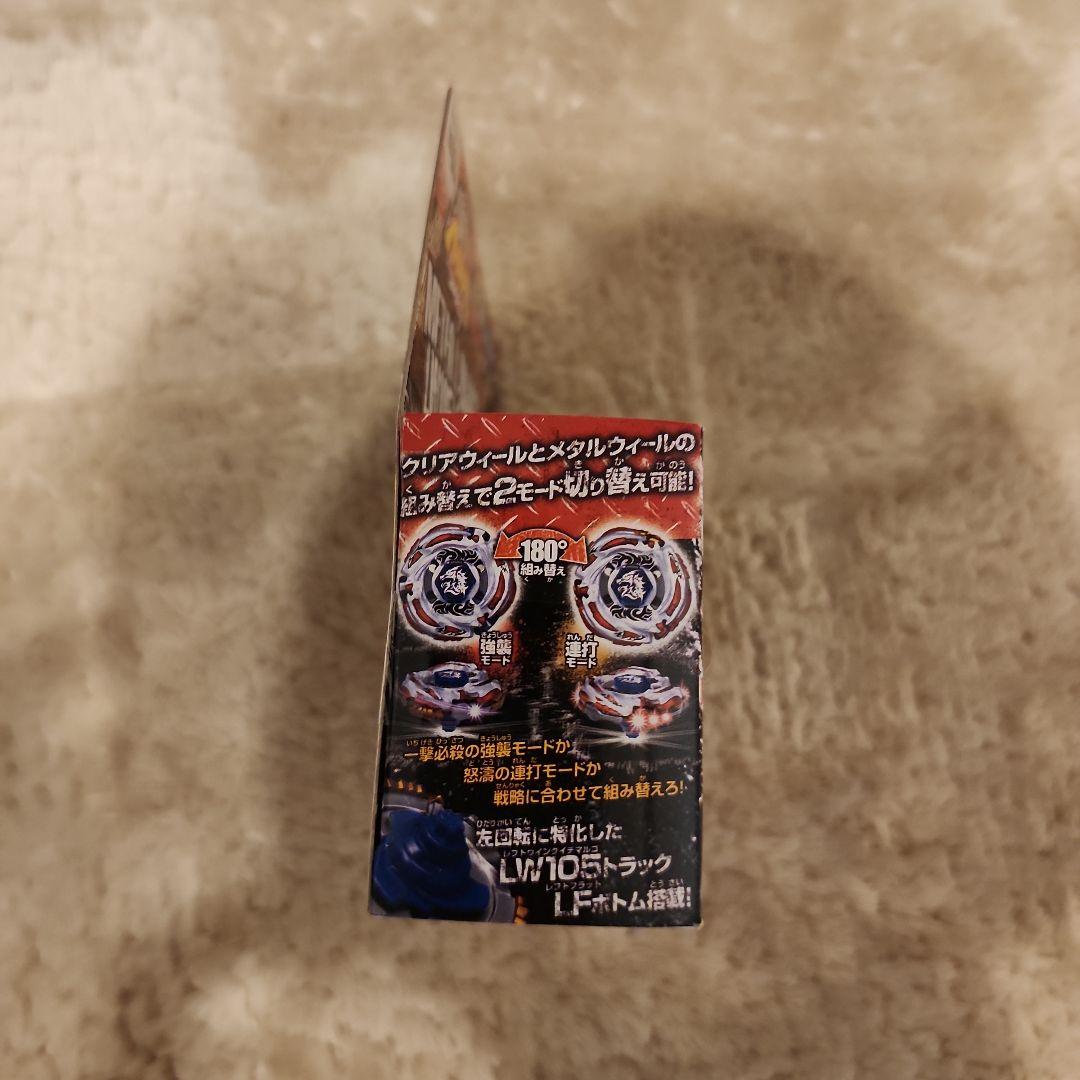 クリアウィールとメタルウィールの
組み替えで2モード切り替え可能!
180°
組み替え
強襲
モード
連打
モード
一撃必殺の強襲モードか
怒濤の連打モードか
戦略に合わせて組み替えろ!
左回転に特化した
LW105トラック
LFボトム搭載!